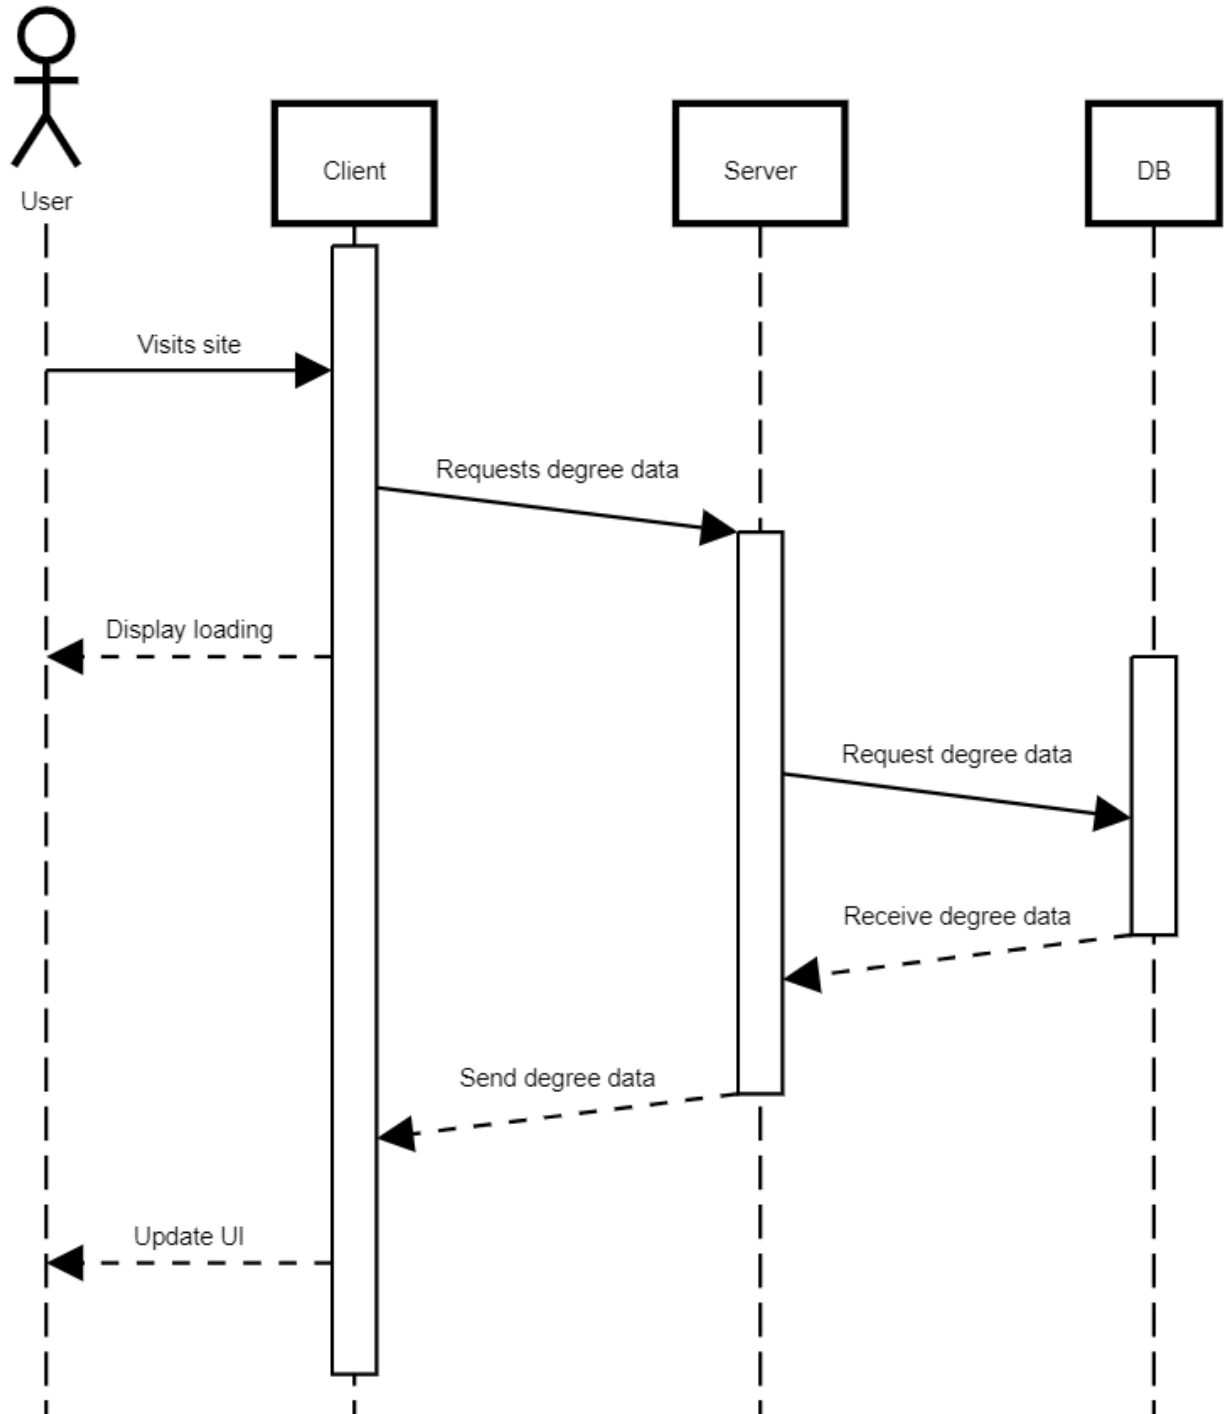 User
Client
Server
DB
Visits site
Requests degree data
Display loading
Request degree data
Receive degree data
Send degree data
Update UI